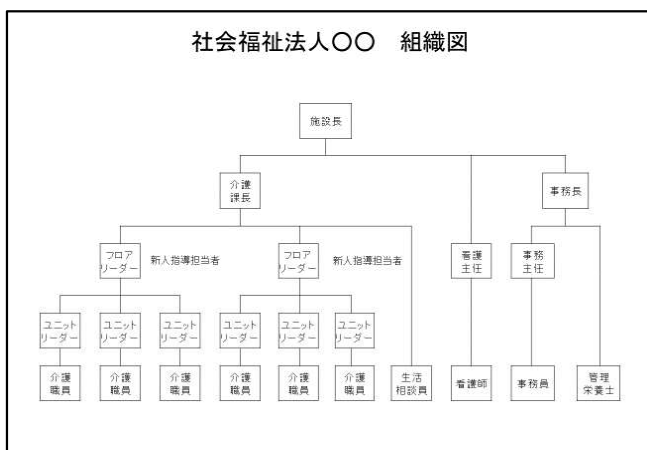 社会福祉法人〇〇　組織図
施設長
介護
課長
事務長
フロア
リーダー
新人指導担当者
フロア
リーダー
新人指導担当者
看護
主任
事務
主任
ユニット
リーダー
ユニット
リーダー
ユニット
リーダー
ユニット
リーダー
ユニット
リーダー
ユニット
リーダー
介護
職員
介護
職員
介護
職員
介護
職員
介護
職員
介護
職員
生活
相談員
看護師
事務員
管理
栄養士